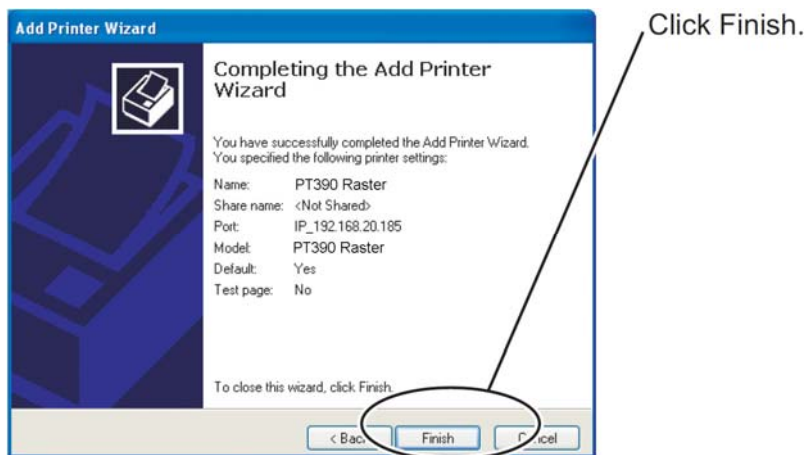 Add Printer Wizard
Click Finish.
Completing the Add Printer
Wizard
You have successfully completed the Add Printer Wizard.
You specified the following printer settings:
Name: PT390 Raster
Share name: <Not Shared>
Port: IP_192.168.20.185
Model: PT390 Raster
Default: Yes
Test page: No
To close this wizard, click Finish.
< Back Finish Cancel